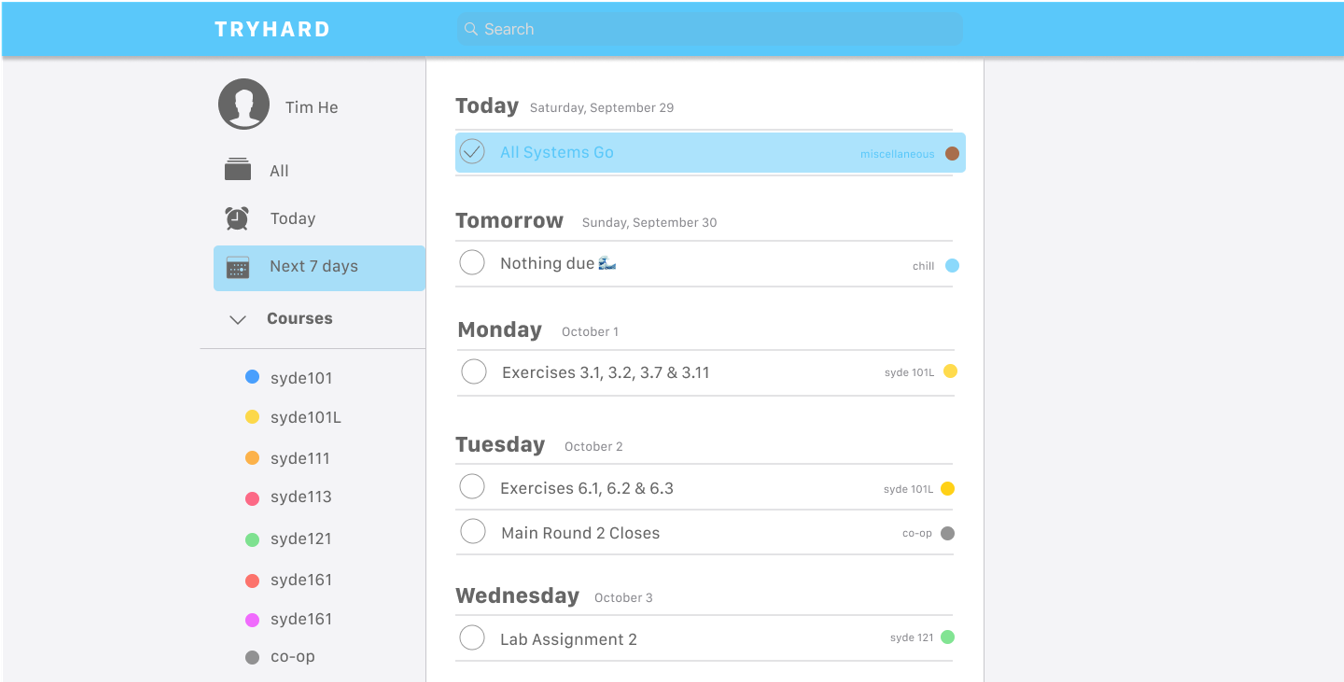 TRYHARD
Search
Tim He
All
Today
Next 7 days
Courses
syde101
syde101L
syde111
syde113
syde121
syde161
syde161
co-op
Today Saturday, September 29
All Systems Go miscellaneous
Tomorrow Sunday, September 30
Nothing due🌊 chill
Monday October 1
Exercises 3.1, 3.2, 3.7 & 3.11 syde 101L
Tuesday October 2
Exercises 6.1, 6.2 & 6.3 syde 101L
Main Round 2 Closes co-op
Wednesday October 3
Lab Assignment 2 syde 121